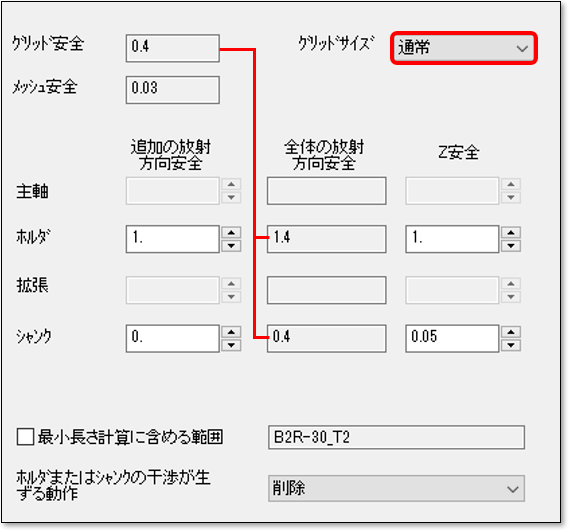 グリッド安全 0.4 グリッドサイズ 通常
メッシュ安全 0.03
追加の放射 全体の放射 Z安全
方向安全 方向安全
主軸
ホルダ 1. 1.4 1.
拡張
シャンク 0. 0.4 0.05
最小長さ計算に含める範囲 B2R-30_T2
ホルダまたはシャンクの干渉が生
ずる動作 削除